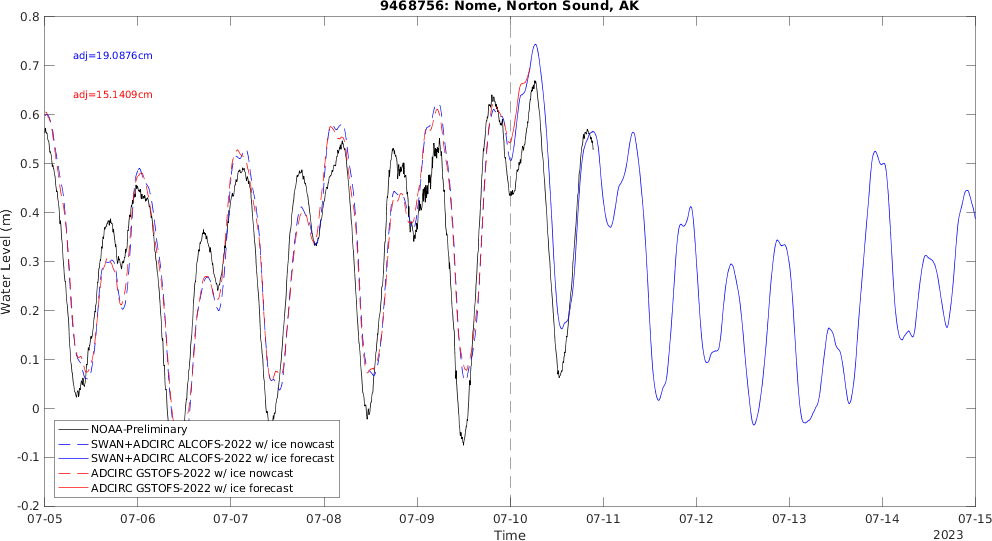 9468756: Nome, Norton Sound, AK
adj=19.0876cm
adj=15.1409cm
Water Level (m)
0.8
0.7
0.6
0.5
0.4
0.3
0.2
0.1
0
-0.1
-0.2
NOAA-Preliminary
SWAN+ADCIRC ALCOFS-2022 w/ ice nowcast
SWAN+ADCIRC ALCOFS-2022 w/ ice forecast
ADCIRC GSTOFS-2022 w/ ice nowcast
ADCIRC GSTOFS-2022 w/ ice forecast
07-05 07-06 07-07 07-08 07-09 07-10 07-11 07-12 07-13 07-14 07-15
Time
2023